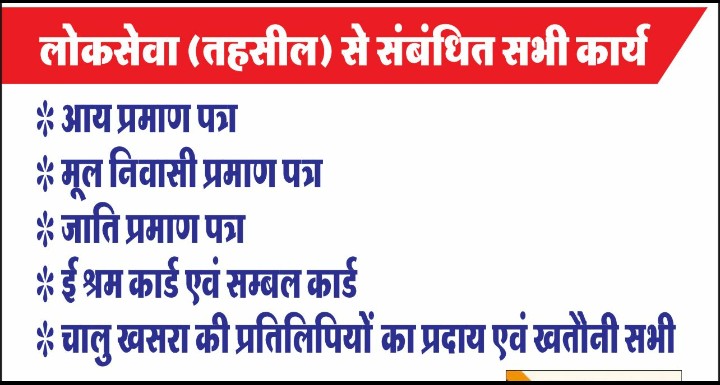 लोकसेवा (तहसील) से संबंधित सभी कार्य
* आय प्रमाण पत्र
* मूल निवासी प्रमाण पत्र
* जाति प्रमाण पत्र
* ई श्रम कार्ड एवं सम्बल कार्ड
* चालु खसरा की प्रतिलिपियों का प्रदाय एवं खतौनी सभी